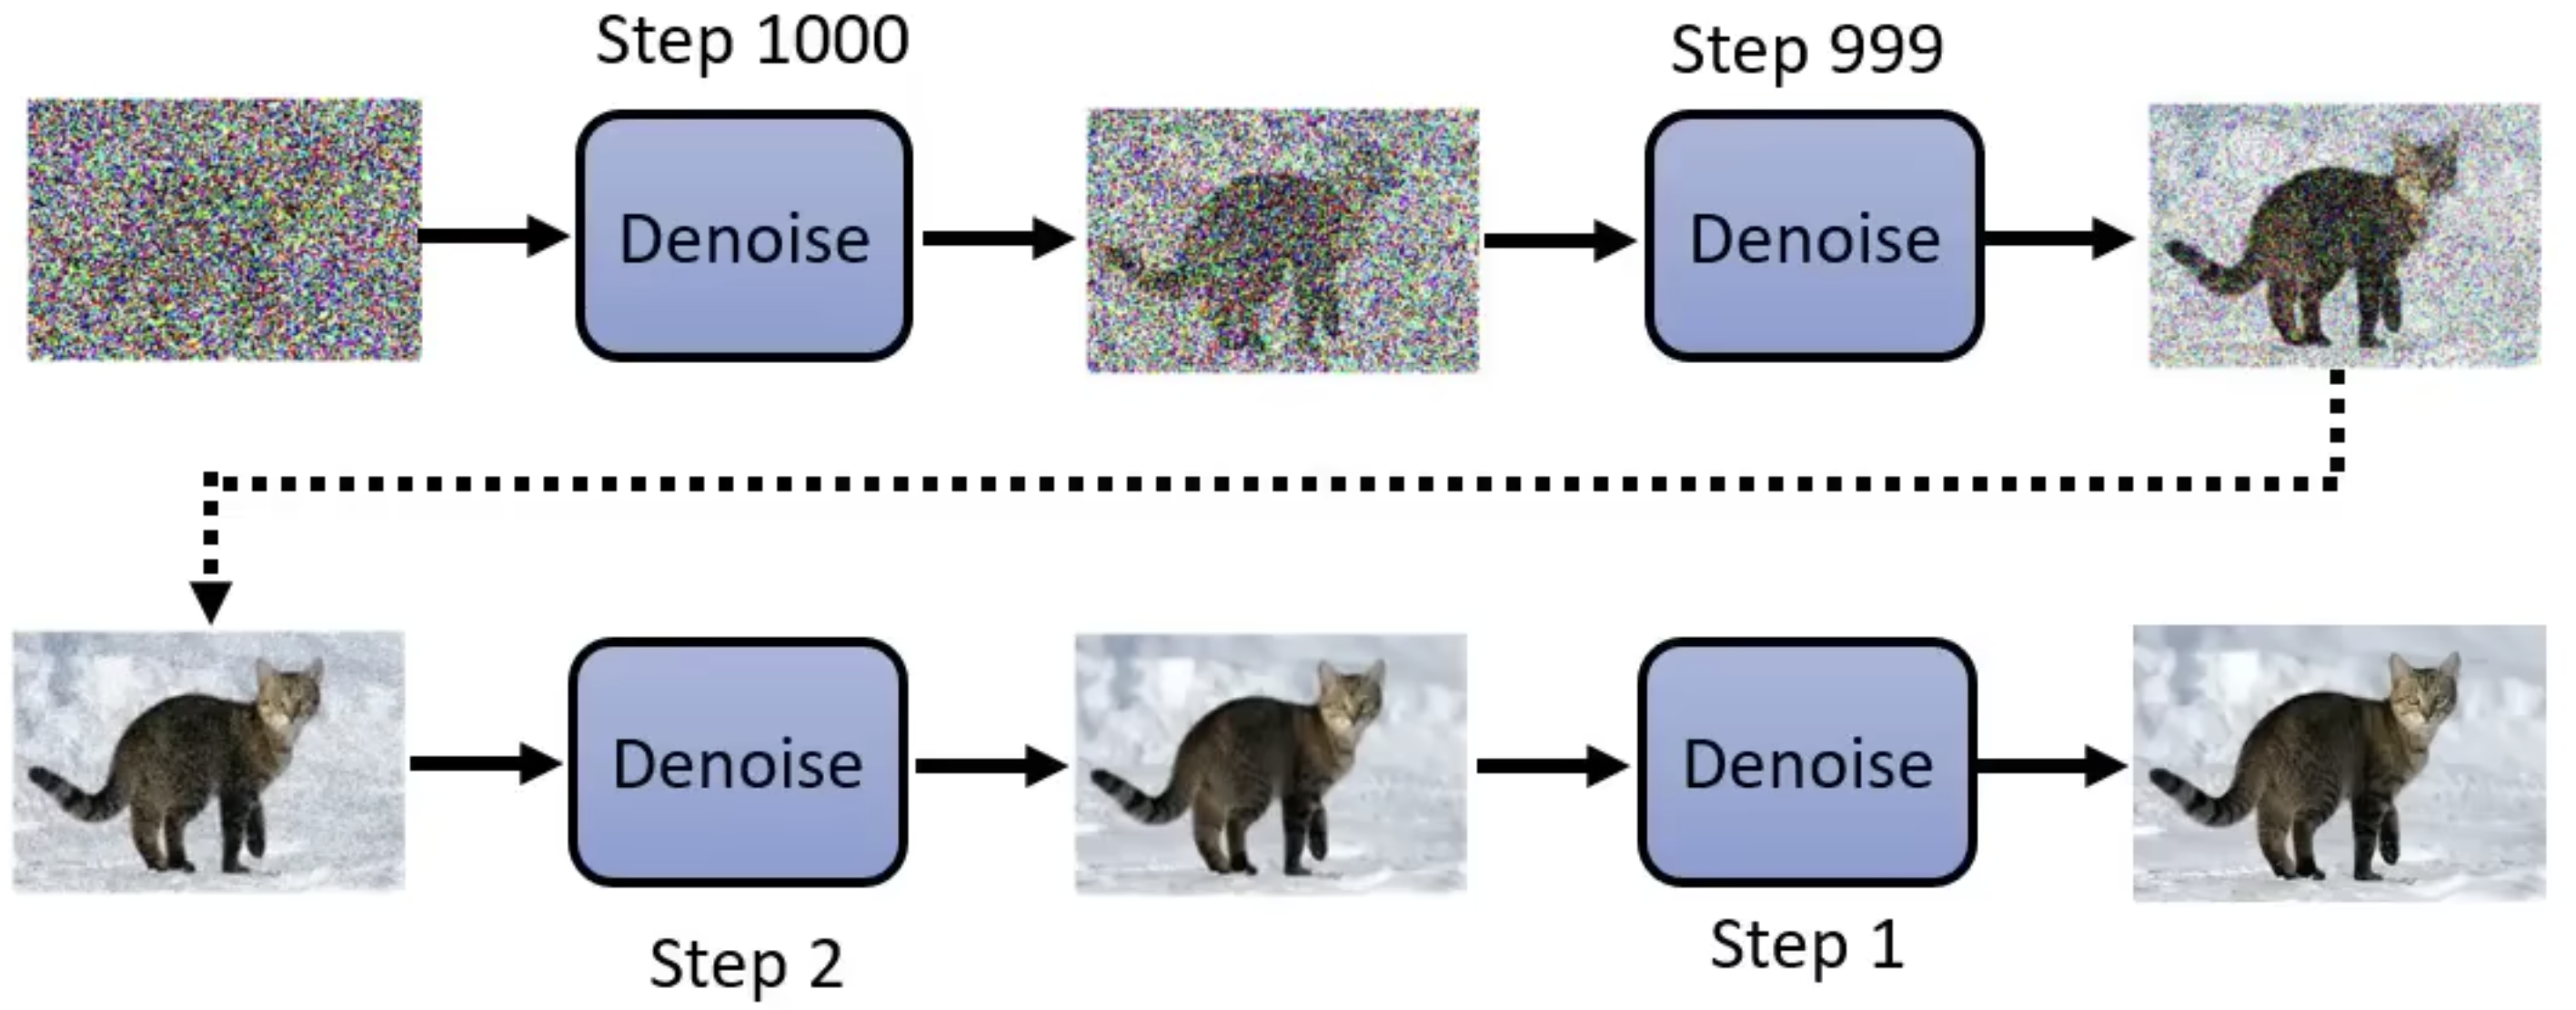 Step 1000
Step 999
Denoise
Denoise
Denoise
Denoise
Step 2
Step 1